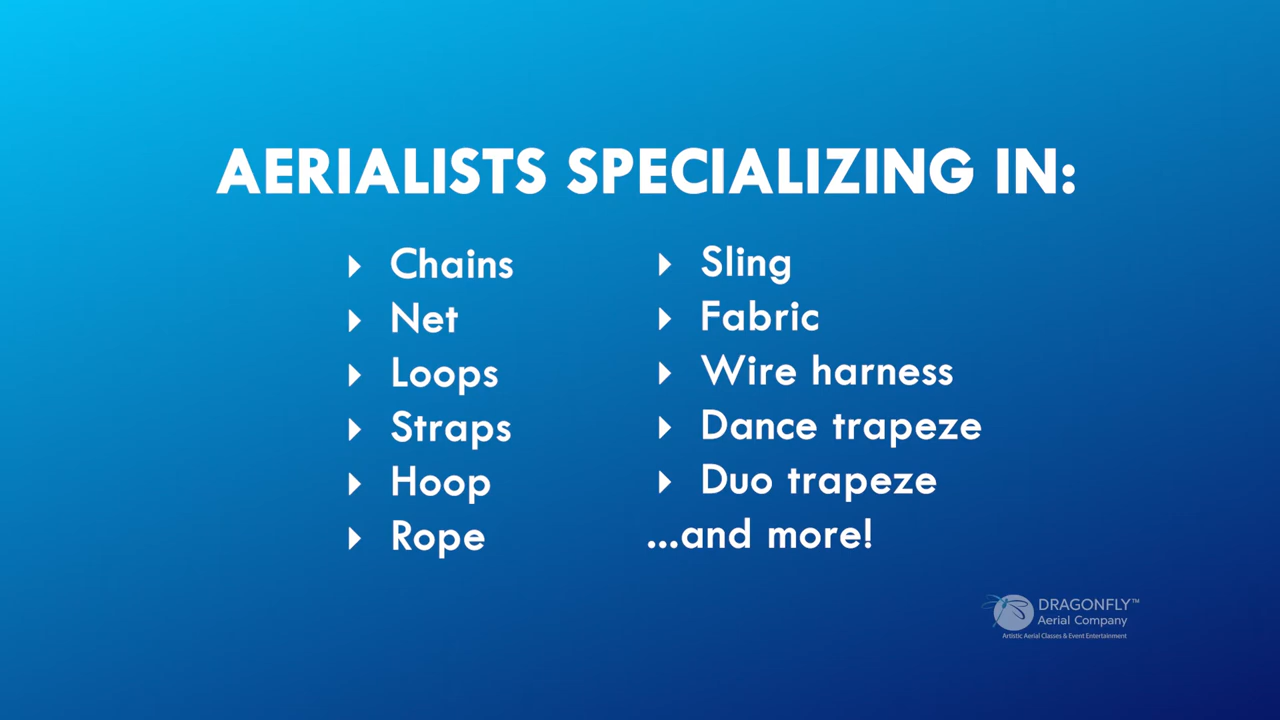 AERIALISTS SPECIALIZING IN:
Chains
Net
Loops
Straps
Hoop
Rope
Sling
Fabric
Wire harness
Dance trapeze
Duo trapeze
...and more!
DRAGONFLY™
Aerial Company
Artistic Aerial Classes & Event Entertainment